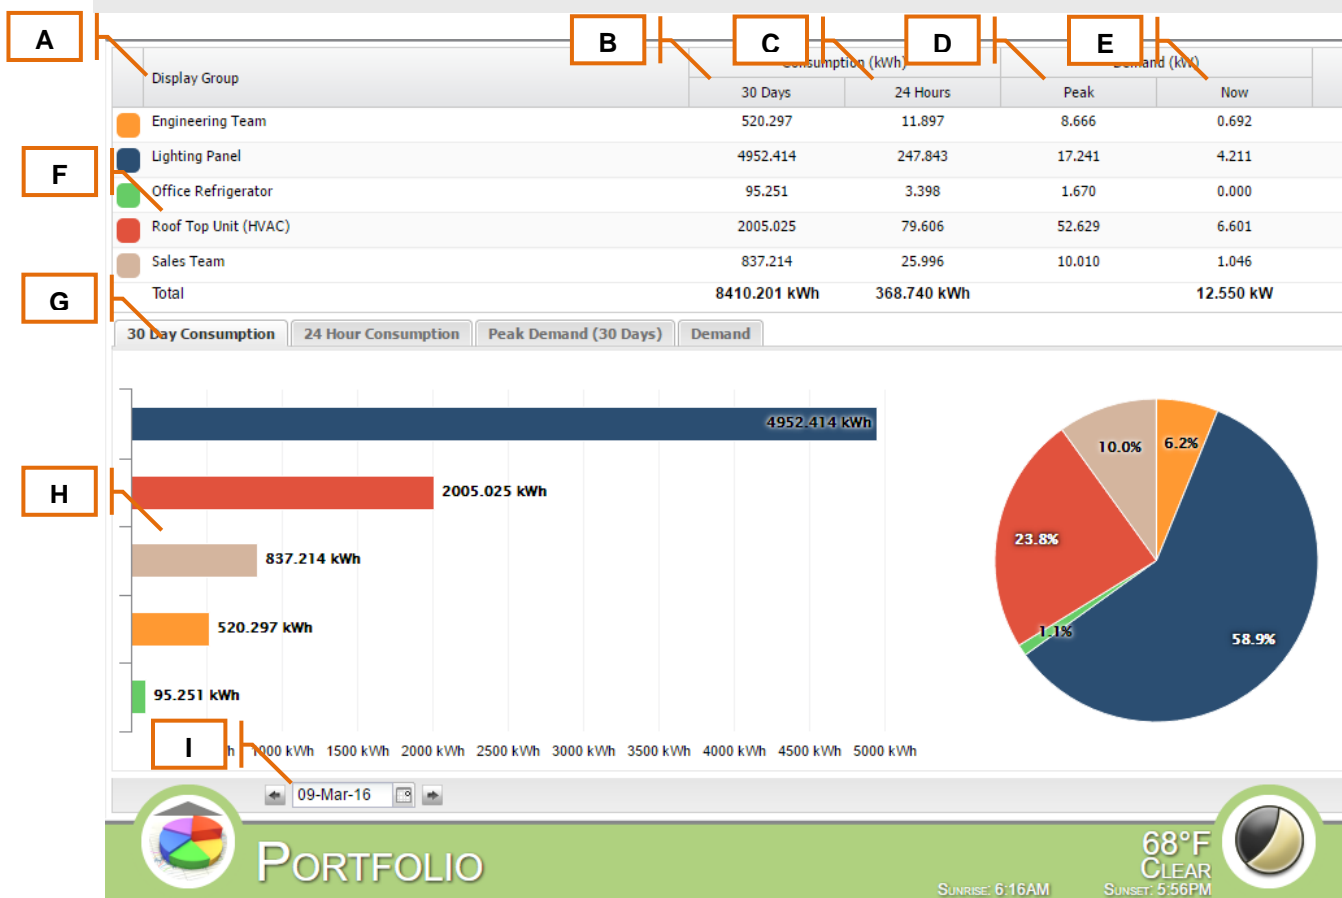 A
B
C
D
E
Display Group
Consumption (kWh)
Demand (kW)
30 Days
24 Hours
Peak
Now
Engineering Team 520.297 11.897 8.666 0.692
Lighting Panel 4952.414 247.843 17.241 4.211
F
Office Refrigerator 95.251 3.398 1.670 0.000
Roof Top Unit (HVAC) 2005.025 79.606 52.629 6.601
Sales Team 837.214 25.996 10.010 1.046
G
Total 8410.201 kWh 368.740 kWh 12.550 kW
30 Day Consumption 24 Hour Consumption Peak Demand (30 Days) Demand
4952.414 kWh
2005.025 kWh
H
837.214 kWh
520.297 kWh
95.251 kWh
10.0% 6.2%
23.8%
1.1%
58.9%
I
h 1000 kWh 1500 kWh 2000 kWh 2500 kWh 3000 kWh 3500 kWh 4000 kWh 4500 kWh 5000 kWh
09-Mar-16
PORTFOLIO
68°F
CLEAR
SUNRISE: 6:16AM SUNSET: 5:56PM